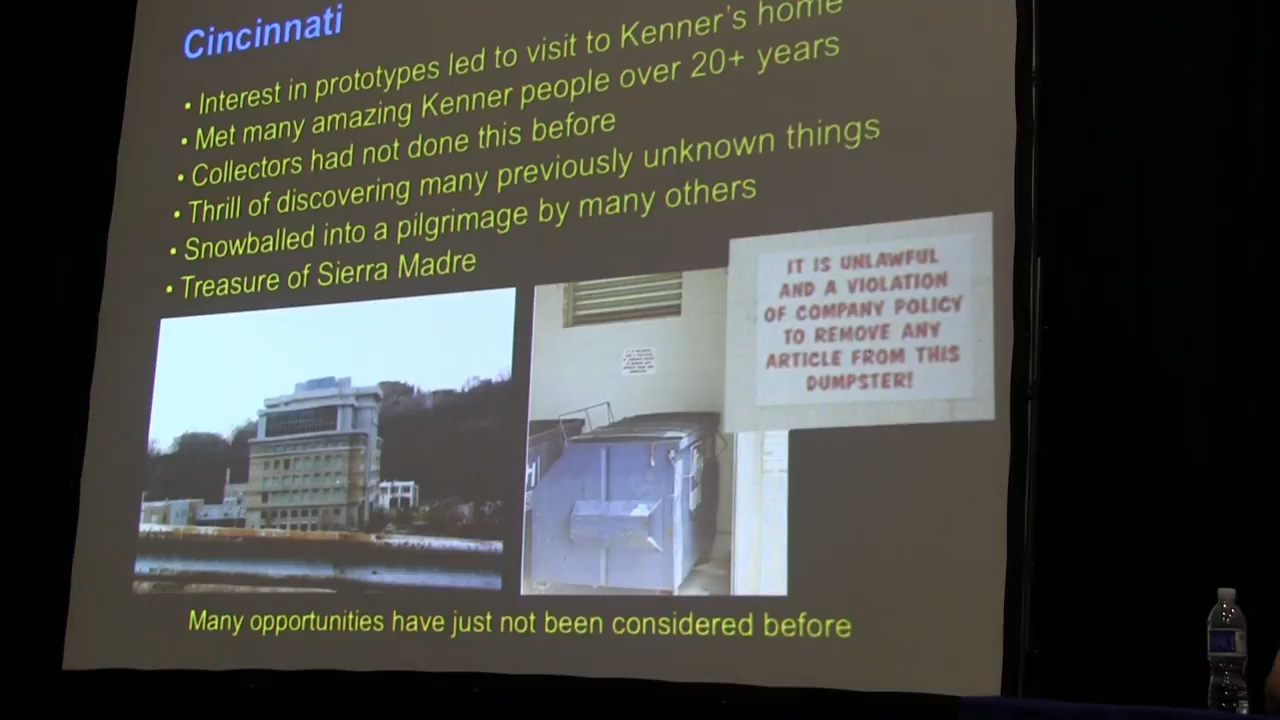 Cincinnati
• Interest in prototypes led to visit to Kenner's home
• Met many amazing Kenner people over 20+ years
• Collectors had not done this before
• Thrill of discovering many previously unknown things
• Snowballed into a pilgrimage by many others
• Treasure of Sierra Madre
IT IS UNLAWFUL
AND A VIOLATION
OF COMPANY POLICY
TO REMOVE ANY
ARTICLE FROM THIS
DUMPSTER!
Many opportunities have just not been considered before